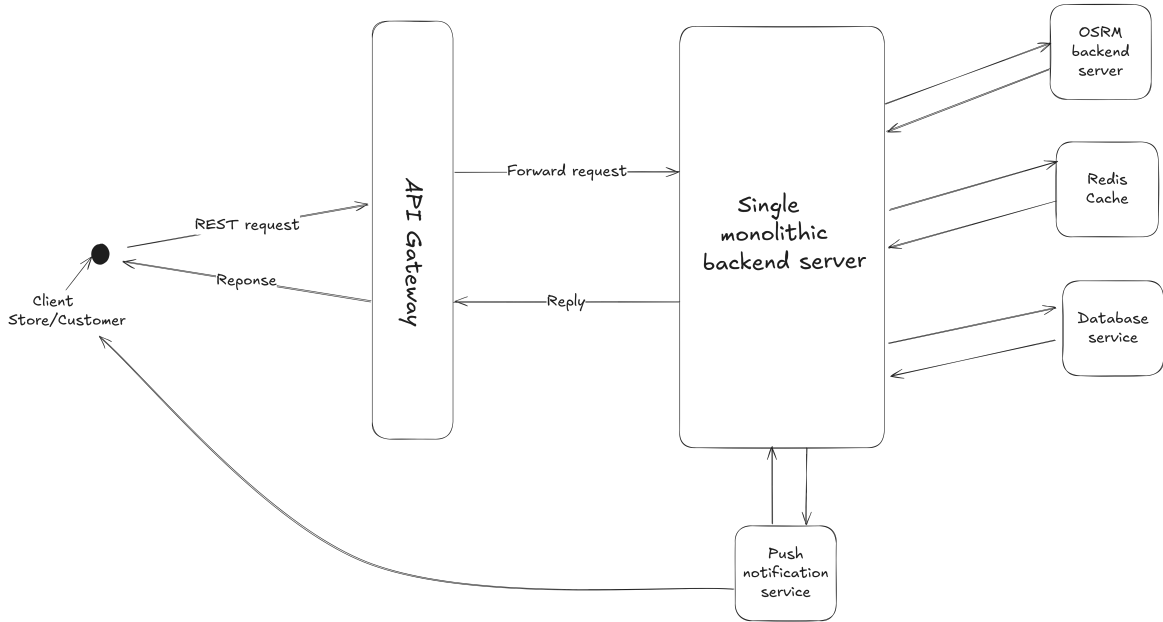 OSRM
backend
server
Forward request
API Gateway
Redis
Cache
REST request
Single
monolithic
backend server
Reponse
Client
Store/Customer
Reply
Database
service
Push
notification
service